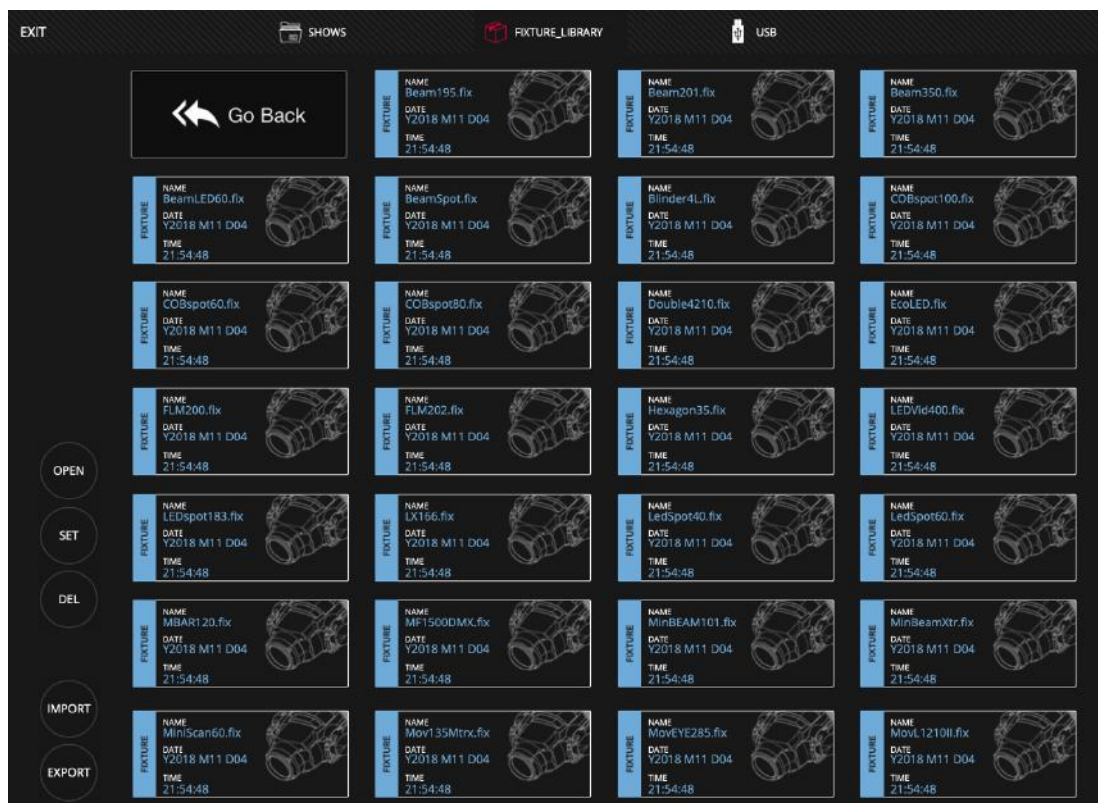 EXIT
SHOWS
FIXTURE_LIBRARY
USB
Go Back
FIXTURE
NAME
Beam195.fix
DATE
Y2018 M11 D04
TIME
21:54:48
FIXTURE
NAME
Beam201.fix
DATE
Y2018 M11 D04
TIME
21:54:48
FIXTURE
NAME
Beam350.fix
DATE
Y2018 M11 D04
TIME
21:54:48
FIXTURE
NAME
BeamLED60.fix
DATE
Y2018 M11 D04
TIME
21:54:48
FIXTURE
NAME
BeamSpot.fix
DATE
Y2018 M11 D04
TIME
21:54:48
FIXTURE
NAME
Blinder4L.fix
DATE
Y2018 M11 D04
TIME
21:54:48
FIXTURE
NAME
COBspot100.fix
DATE
Y2018 M11 D04
TIME
21:54:48
FIXTURE
NAME
COBspot60.fix
DATE
Y2018 M11 D04
TIME
21:54:48
FIXTURE
NAME
COBspot80.fix
DATE
Y2018 M11 D04
TIME
21:54:48
FIXTURE
NAME
Double4210.fix
DATE
Y2018 M11 D04
TIME
21:54:48
FIXTURE
NAME
EcoLED.fix
DATE
Y2018 M11 D04
TIME
21:54:48
FIXTURE
NAME
FLM200.fix
DATE
Y2018 M11 D04
TIME
21:54:48
FIXTURE
NAME
FLM202.fix
DATE
Y2018 M11 D04
TIME
21:54:48
FIXTURE
NAME
Hexagon35.fix
DATE
Y2018 M11 D04
TIME
21:54:48
FIXTURE
NAME
LEDVid400.fix
DATE
Y2018 M11 D04
TIME
21:54:48
OPEN
FIXTURE
NAME
LEDspot183.fix
DATE
Y2018 M11 D04
TIME
21:54:48
FIXTURE
NAME
LX166.fix
DATE
Y2018 M11 D04
TIME
21:54:48
FIXTURE
NAME
LedSpot40.fix
DATE
Y2018 M11 D04
TIME
21:54:48
FIXTURE
NAME
LedSpot60.fix
DATE
Y2018 M11 D04
TIME
21:54:48
SET
DEL
FIXTURE
NAME
MBAR120.fix
DATE
Y2018 M11 D04
TIME
21:54:48
FIXTURE
NAME
MF1500DMX.fix
DATE
Y2018 M11 D04
TIME
21:54:48
FIXTURE
NAME
MinBEAM101.fix
DATE
Y2018 M11 D04
TIME
21:54:48
FIXTURE
NAME
MinBeamXtr.fix
DATE
Y2018 M11 D04
TIME
21:54:48
IMPORT
EXPORT
FIXTURE
NAME
MiniScan60.fix
DATE
Y2018 M11 D04
TIME
21:54:48
FIXTURE
NAME
Mov135Mtrx.fix
DATE
Y2018 M11 D04
TIME
21:54:48
FIXTURE
NAME
MovEYE285.fix
DATE
Y2018 M11 D04
TIME
21:54:48
FIXTURE
NAME
MovL1210II.fix
DATE
Y2018 M11 D04
TIME
21:54:48